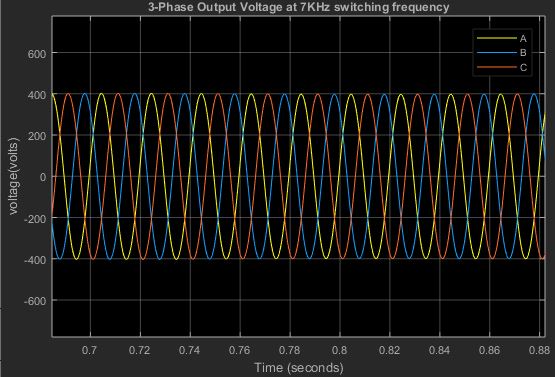 3-Phase Output Voltage at 7KHz switching frequency
A
B
C
600
400
200
0
-200
-400
-600
voltage(volts)
0.7 0.72 0.74 0.76 0.78 0.8 0.82 0.84 0.86 0.88
Time (seconds)